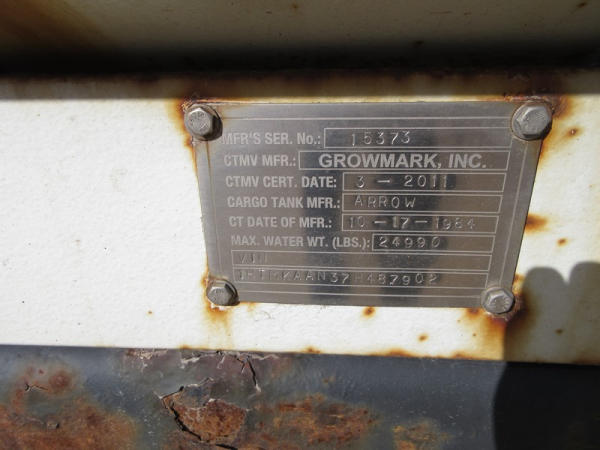 MFR'S SER. No.: 15373
CTMV MFR.: GROWMARK, INC.
CTMV CERT. DATE: 3-2011
CARGO TANK MFR.: ARROW
CT DATE OF MFR.: 10-17-1984
MAX. WATER WT. (LBS.): 24990
VIN